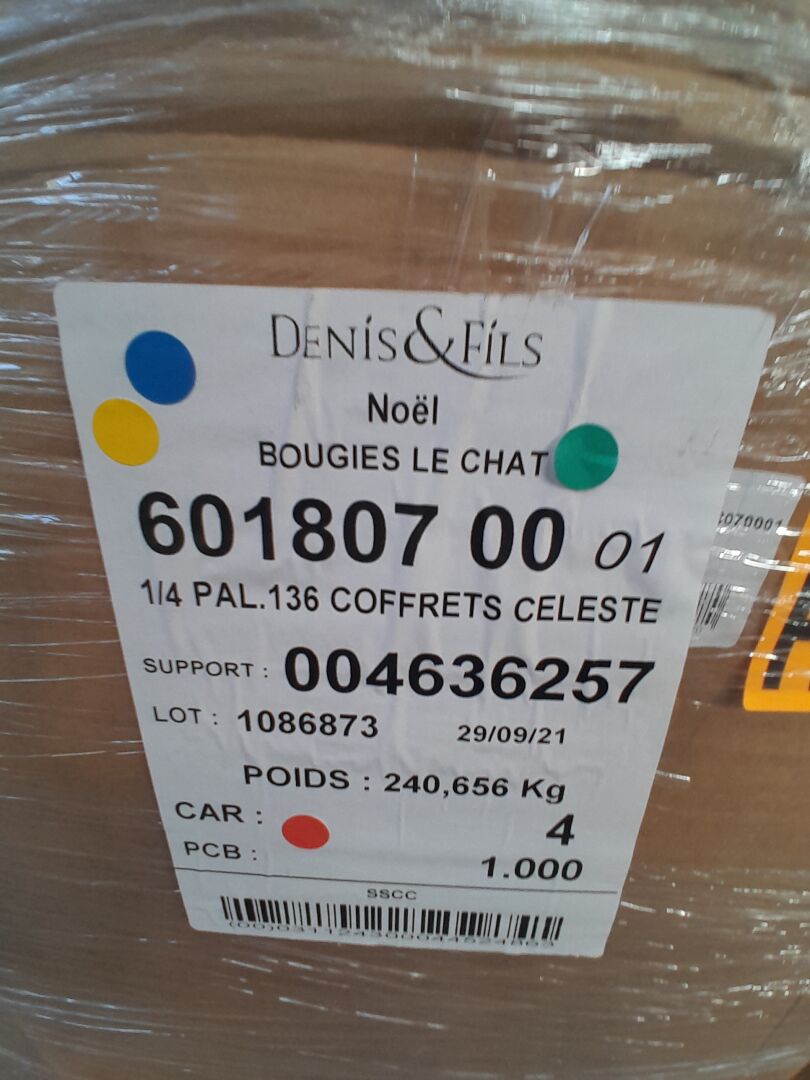 DENIS&FILS
Noël
BOUGIES LE CHAT
601807 00 01
1/4 PAL.136 COFFRETS CELESTE
SUPPORT : 004636257
LOT : 1086873 29/09/21
POIDS : 240,656 Kg
CAR : 4
PCB : 1.000
SSCC